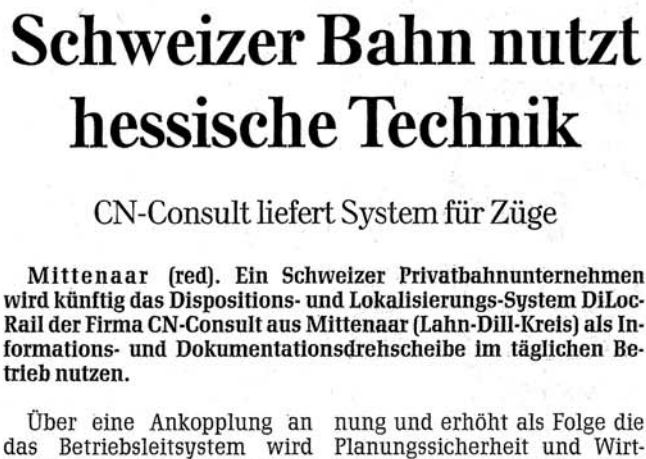 Schweizer Bahn nutzt
hessische Technik
CN-Consult liefert System für Züge
Mittenaar (red). Ein Schweizer Privatbahnunternehmen
wird künftig das Dispositions- und Lokalisierungs-System DiLoc-
Rail der Firma CN-Consult aus Mittenaar (Lahn-Dill-Kreis) als In-
formations- und Dokumentationsdrehscheibe im täglichen Be-
trieb nutzen.
Über eine Ankopplung an
das Betriebsleitsystem wird
nung und erhöht als Folge die
Planungssicherheit und Wirt-